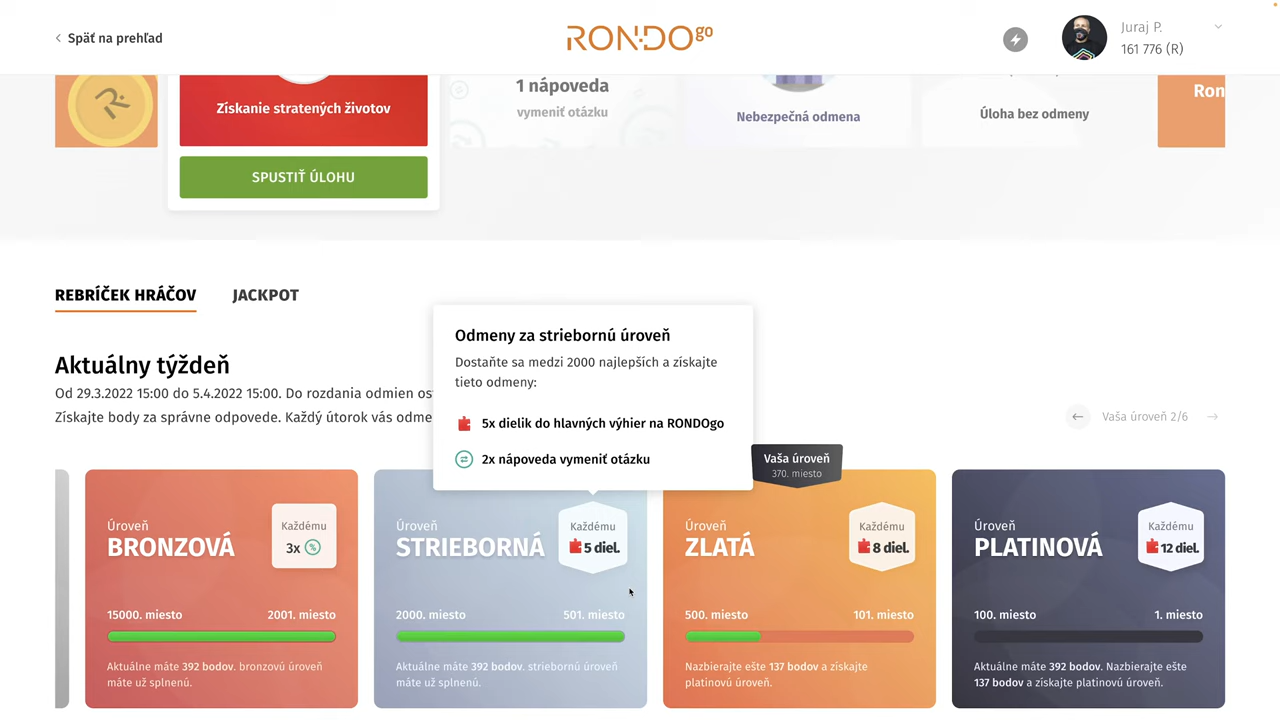 Späť na prehľad
RONDOgo
Juraj P.
161 776 (R)
Získanie stratených životov
SPUSTIŤ ÚLOHU
1 nápoveda
vymeniť otázku
Nebezpečná odmena
Úloha bez odmeny
Ron
REBRÍČEK HRÁČOV
JACKPOT
Aktuálny týždeň
Od 29.3.2022 15:00 do 5.4.2022 15:00. Do rozdania odmien os
Získajte body za správne odpovede. Každý útorok vás odme
Odmeny za striebornú úroveň
Dostaňte sa medzi 2000 najlepších a získajte
tieto odmeny:
5x dielik do hlavných výhier na RONDOgo
2x nápoveda vymeniť otázku
Vaša úroveň 2/6
Vaša úroveň
370. miesto
Úroveň
BRONZOVÁ
Každému
3x
15000. miesto
2001. miesto
Aktuálne máte 392 bodov. bronzovú úroveň
máte už splnenú.
Úroveň
STRIEBORNÁ
Každému
5 diel.
2000. miesto
501. miesto
Aktuálne máte 392 bodov. striebornú úroveň
máte už splnenú.
Úroveň
ZLATÁ
Každému
8 diel.
500. miesto
101. miesto
Nazbierajte ešte 137 bodov a získajte
platinovú úroveň.
Úroveň
PLATINOVÁ
Každému
12 diel.
100. miesto
1. miesto
Aktuálne máte 392 bodov. Nazbierajte ešte
137 bodov a získajte platinovú úroveň.